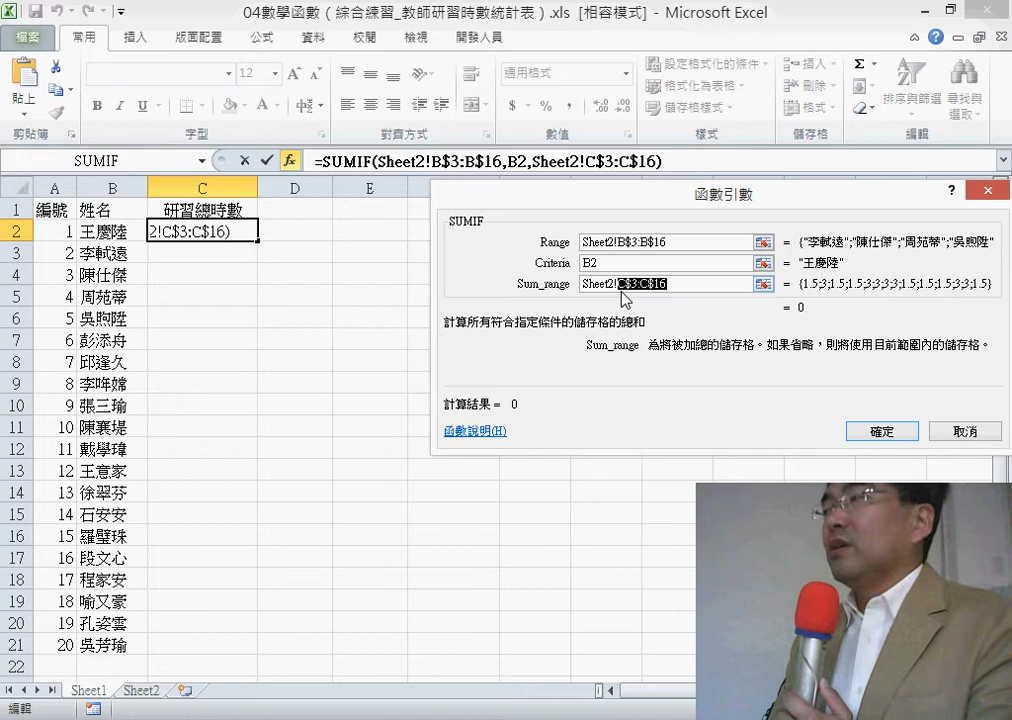 04數學函數（綜合練習_教師研習時數統計表）.xls [相容模式] - Microsoft Excel
檔案 常用 插入 版面配置 公式 資料 校閱 檢視 開發人員
貼上
12
通用格式
設定格式化的條件
格式化為表格
儲存格樣式
插入
刪除
格式
排序與篩選 尋找與選取
剪貼簿 字型 對齊方式 數值 樣式 儲存格 編輯
SUMIF =SUMIF(Sheet2!B$3:B$16,B2,Sheet2!C$3:C$16)
A B C D E
1 編號 姓名 研習總時數
2 1 王慶陸 2!C$3:C$16)
3 2 李軾遠
4 3 陳仕傑
5 4 周苑蒂
6 5 吳煦陞
7 6 彭添舟
8 7 邱逢久
9 8 李哖嫦
10 9 張三瑜
11 10 陳襄堤
12 11 戴學瑋
13 12 王意家
14 13 徐翠芬
15 14 石安安
16 15 羅璧珠
17 16 段文心
18 17 程家安
19 18 喻又豪
20 19 孔姿雲
21 20 吳芳瑜
22
函數引數
SUMIF
Range Sheet2!B$3:B$16 = {"李軾遠";"陳仕傑";"周苑蒂";"吳煦陞"
Criteria B2 = "王慶陸"
Sum_range Sheet2!C$3:C$16 = {1.5;3;1.5;1.5;3;3;3;3;1.5;1.5;1.5;3;3;1.5}
= 0
計算所有符合指定條件的儲存格的總和
Sum_range 為將被加總的儲存格。如果省略，則將使用目前範圍內的儲存格。
計算結果 = 0
函數說明(H)
確定 取消
Sheet1 Sheet2
編輯